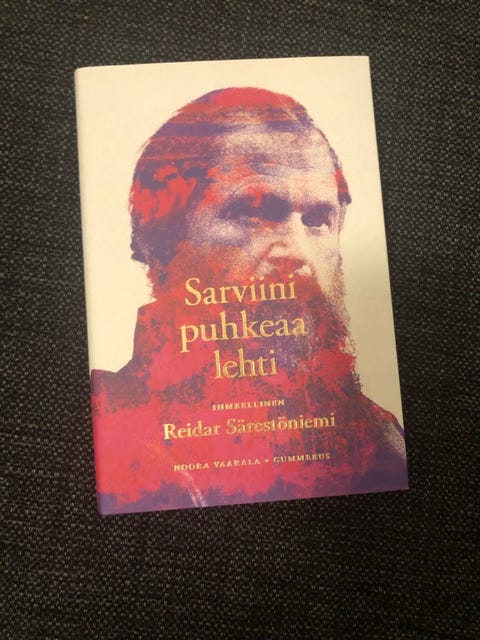 Sarviini
puhkeaa
lehti
IHMEELLINEN
Reidar Särestöniemi
NOORA VAARALA • GUMMERUS